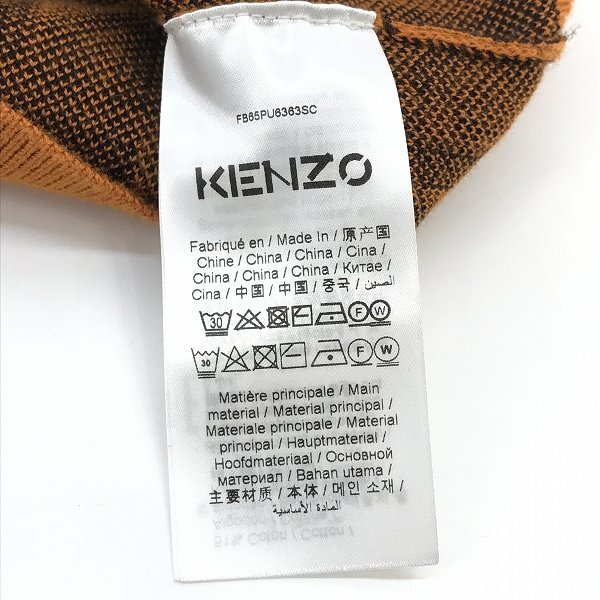 FB65PU6363SC
KENZO
Fabriqué en / Made In / 原产国
Chine / China / China / Cina /
China / China / China / Китае /
Cina / 中国 / 中国 / 중국 / الصين
30 F W
30 F W
Matière principale / Main
material / Material principal /
Materiale principale / Material
principal / Hauptmaterial /
Hoofdmateriaal / Основной
материал / Bahan utama /
主要材质 / 本体 / 메인 소재 /
المادة الأساسية /